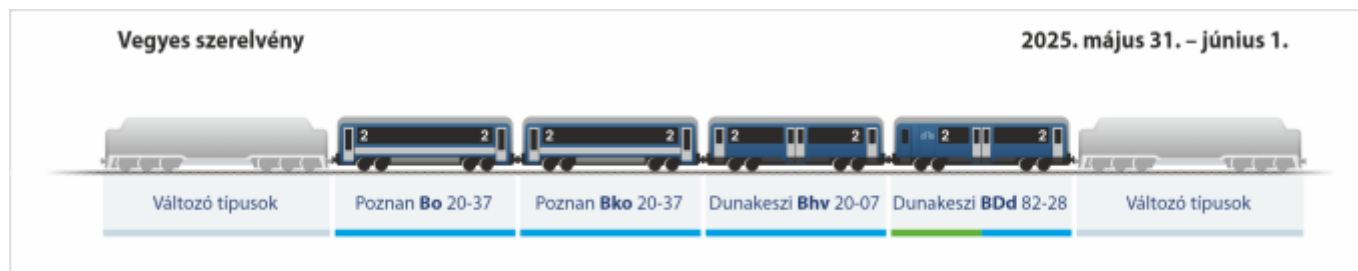 Vegyes szerelvény
2025. május 31. – június 1.
2 2 2 2 2 2 2 2
Változó típusok
Poznan Bo 20-37
Poznan Bko 20-37
Dunakeszi Bhv 20-07
Dunakeszi BDd 82-28
Változó típusok